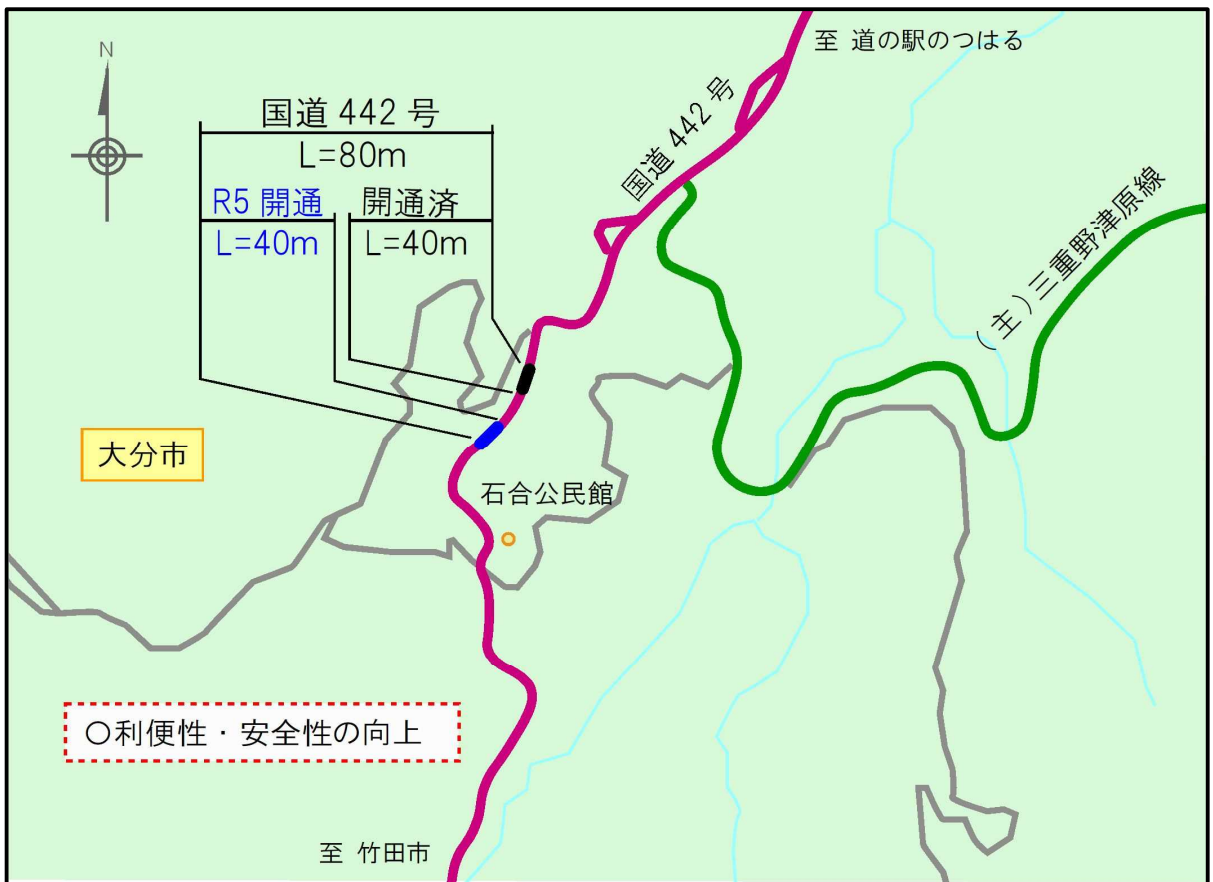 至 道の駅のつはる
N
国道 442 号
L=80m
R5 開通
開通済
L=40m
L=40m
国道 442 号
（主）三重野津原線
大分市
石合公民館
〇利便性・安全性の向上
至 竹田市